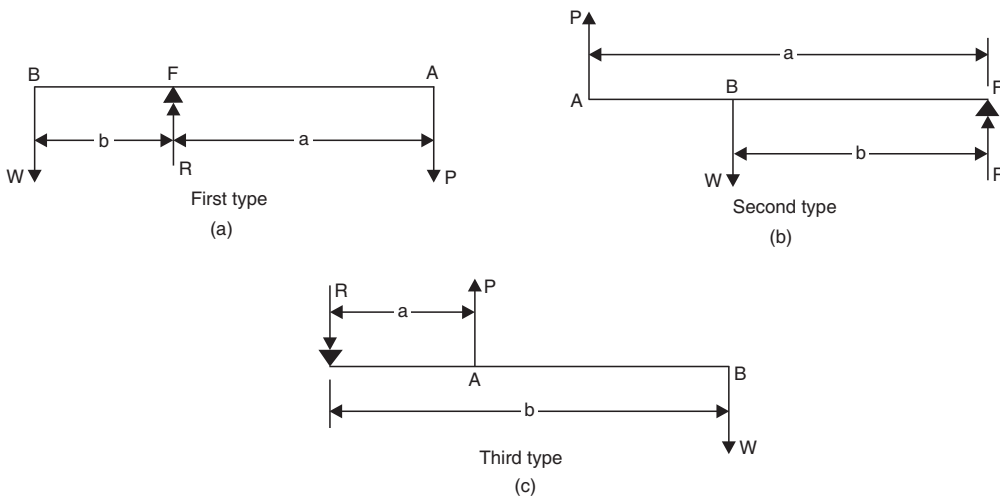 B F A
b a
R
W P
First type
(a)
P
a
B F
A
b
W R
Second type
(b)
R P
a
A B
b
W
Third type
(c)